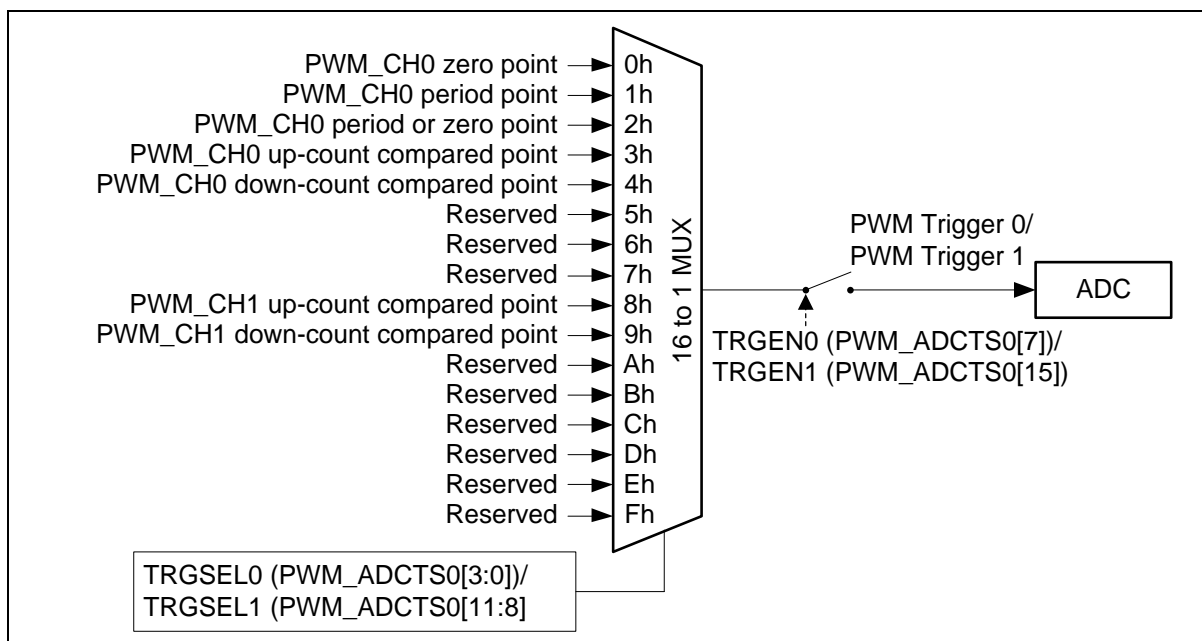 PWM_CH0 zero point 0h
PWM_CH0 period point 1h
PWM_CH0 period or zero point 2h
PWM_CH0 up-count compared point 3h
PWM_CH0 down-count compared point 4h
Reserved 5h
Reserved 6h
Reserved 7h
PWM_CH1 up-count compared point 8h
PWM_CH1 down-count compared point 9h
Reserved Ah
Reserved Bh
Reserved Ch
Reserved Dh
Reserved Eh
Reserved Fh
16 to 1 MUX
PWM Trigger 0/
PWM Trigger 1
ADC
TRGEN0 (PWM_ADCTS0[7])/
TRGEN1 (PWM_ADCTS0[15])
TRGSEL0 (PWM_ADCTS0[3:0])/
TRGSEL1 (PWM_ADCTS0[11:8]